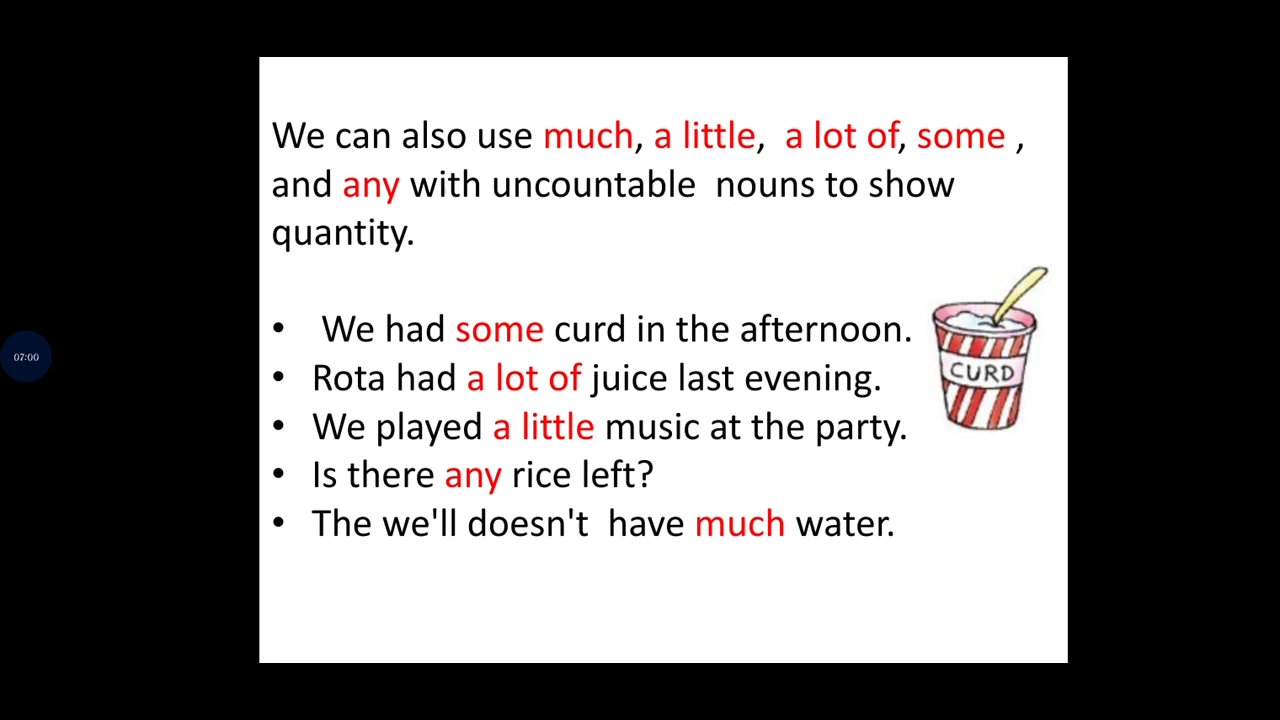 We can also use much, a little,  a lot of, some ,
and any with uncountable  nouns to show
quantity.
•  We had some curd in the afternoon.
• Rota had a lot of juice last evening.
• We played a little music at the party.
• Is there any rice left?
• The we'll doesn't  have much water.
CURD
07:00